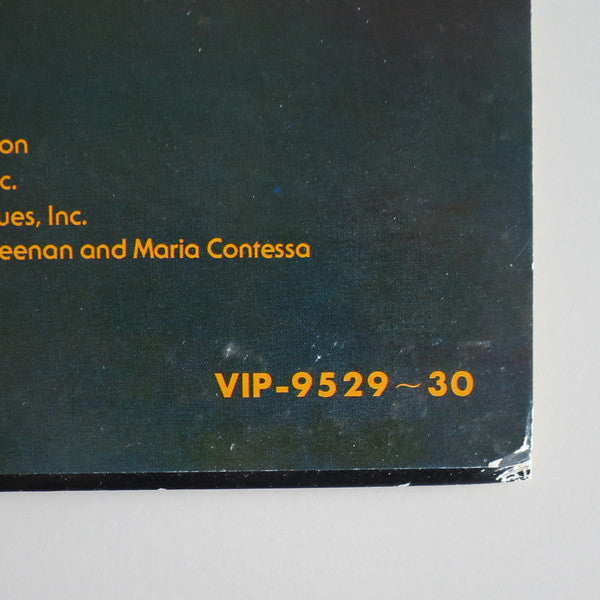 on
c.
ues, Inc.
eenan and Maria Contessa
VIP-9529~30